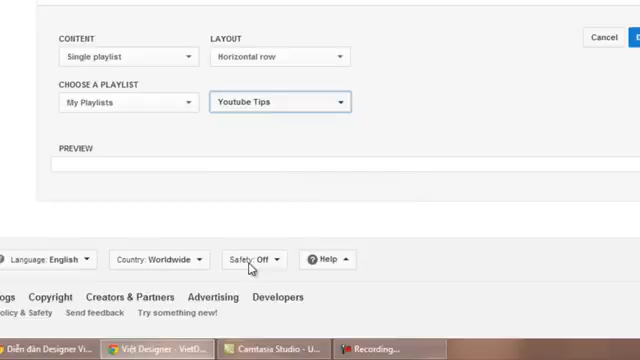 CONTENT LAYOUT
Single playlist Horizontal row Cancel
CHOOSE A PLAYLIST
My Playlists Youtube Tips
PREVIEW
Language: English Country: Worldwide Safety: Off Help
Copyright Creators & Partners Advertising Developers
& Safety Send feedback Try something new!
Diễn đàn Designer Vi... Việt Designer - VietD... Camtasia Studio - U... Recording...